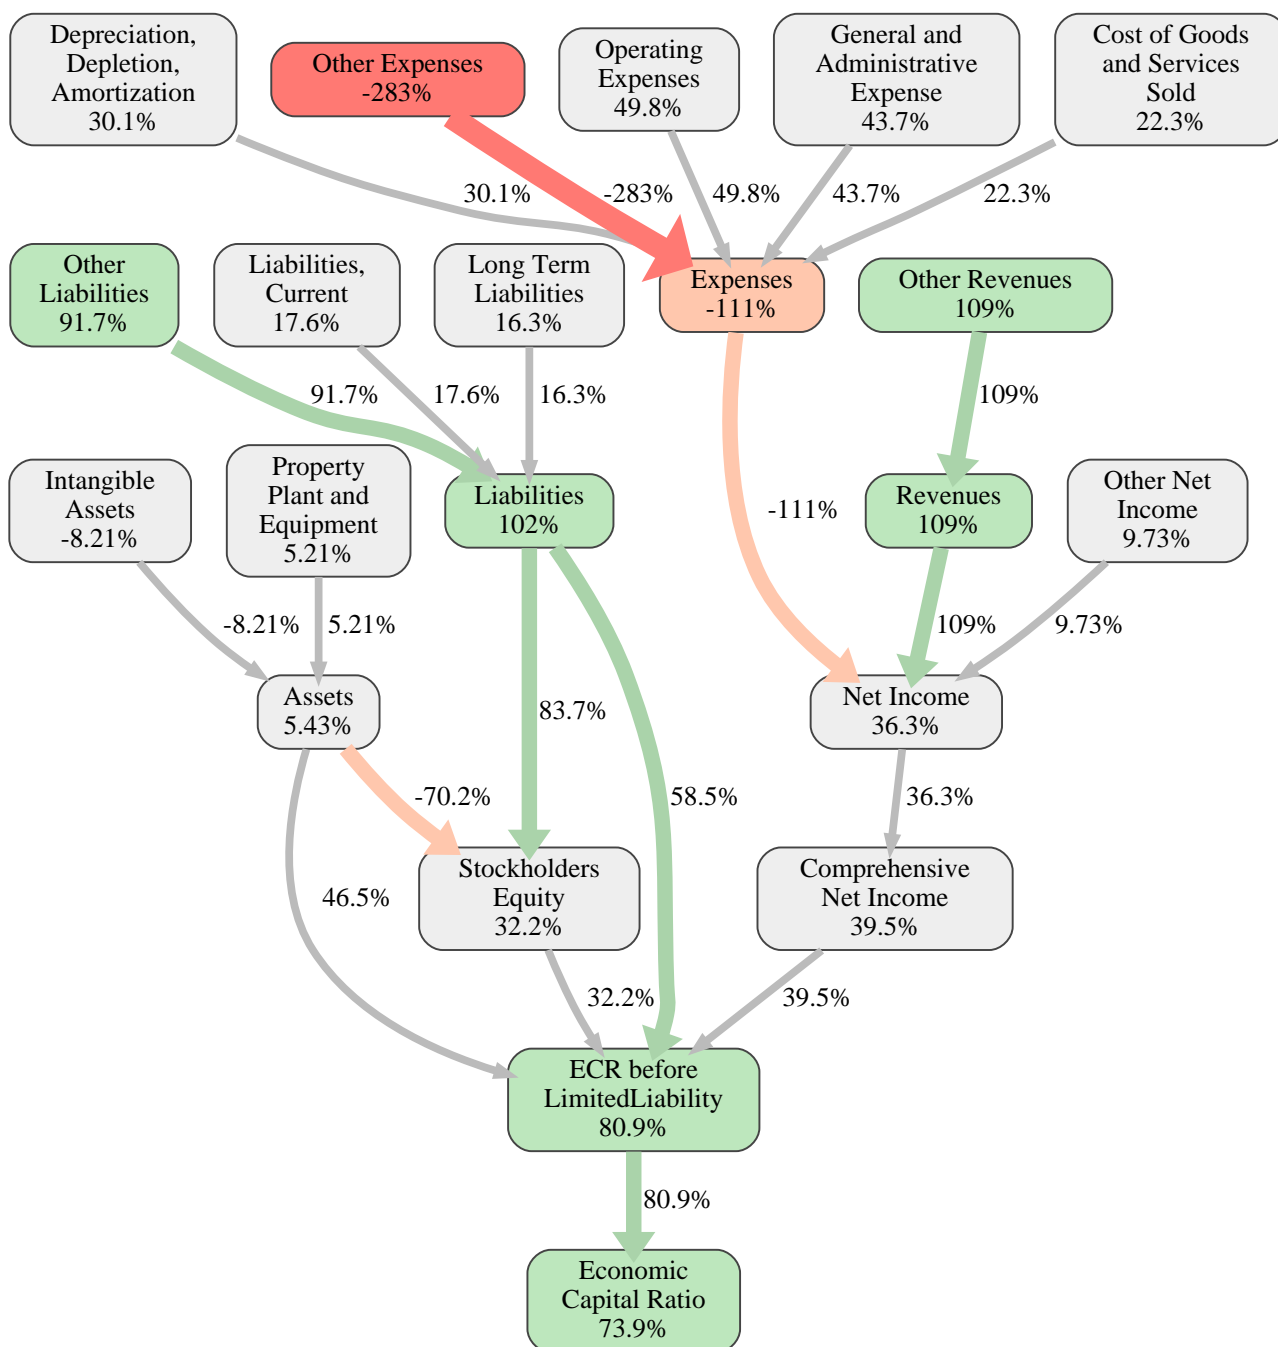 Depreciation,
Depletion,
Amortization
30.1%
Other Expenses
-283%
Operating
Expenses
49.8%
General and
Administrative
Expense
43.7%
Cost of Goods
and Services
Sold
22.3%
30.1%
-283%
49.8%
43.7%
22.3%
Other
Liabilities
91.7%
Liabilities,
Current
17.6%
Long Term
Liabilities
16.3%
Expenses
-111%
Other Revenues
109%
91.7%
17.6%
16.3%
109%
Intangible
Assets
-8.21%
Property
Plant and
Equipment
5.21%
Liabilities
102%
-111%
Revenues
109%
Other Net
Income
9.73%
-8.21%
5.21%
109%
9.73%
Assets
5.43%
83.7%
Net Income
36.3%
-70.2%
58.5%
36.3%
46.5%
Stockholders
Equity
32.2%
Comprehensive
Net Income
39.5%
32.2%
39.5%
ECR before
LimitedLiability
80.9%
80.9%
Economic
Capital Ratio
73.9%